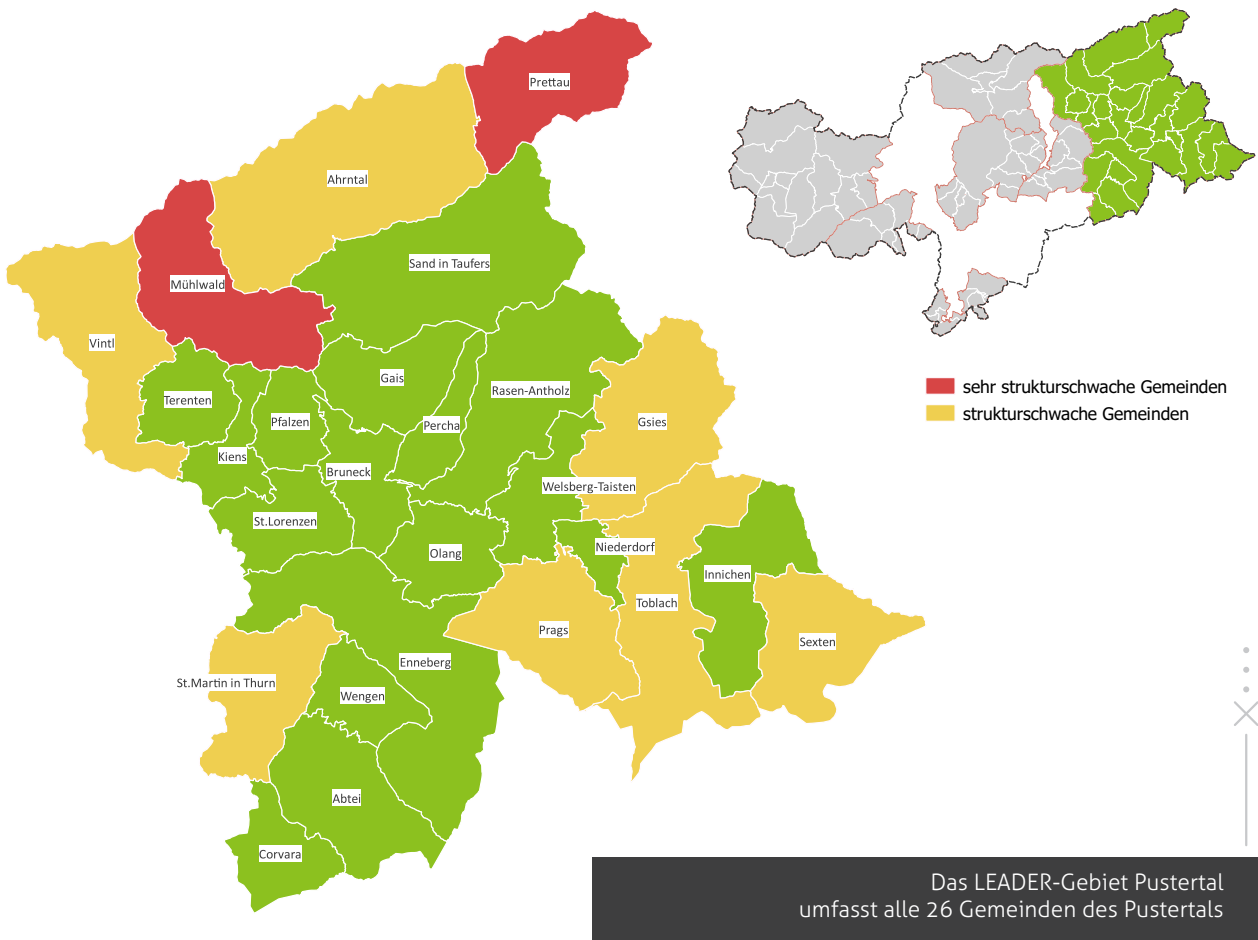 Prettau
Ahrntal
Sand in Taufers
Mühlwald
Vintl
Gais
Rasen-Antholz
Terenten
Pfalzen
Percha
Gsies
Kiens
Bruneck
Welsberg-Taisten
St.Lorenzen
Olang
Niederdorf
Innichen
Toblach
Prags
Sexten
Enneberg
St.Martin in Thurn
Wengen
Abtei
Corvara
sehr strukturschwache Gemeinden
strukturschwache Gemeinden
Das LEADER-Gebiet Pustertal
umfasst alle 26 Gemeinden des Pustertals